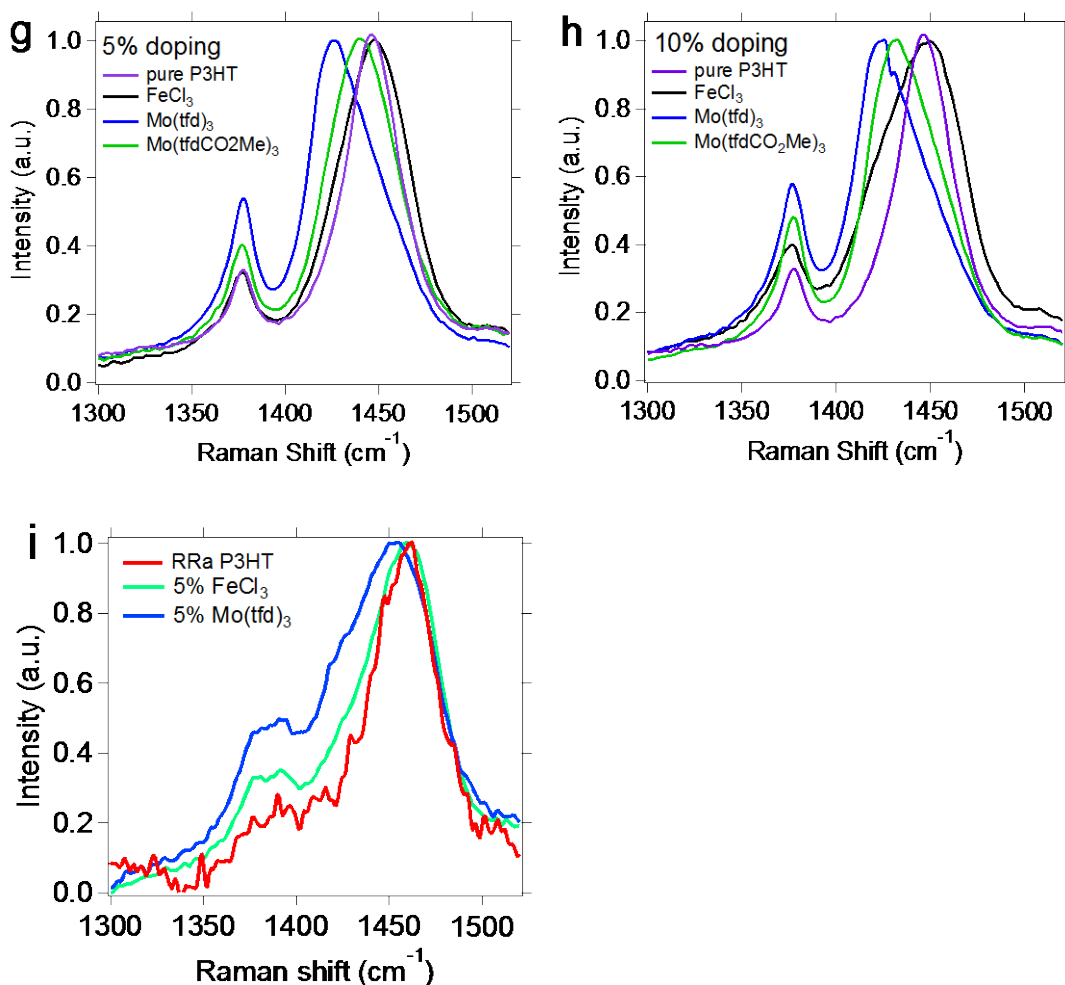 g
5% doping
pure P3HT
FeCl3
Mo(tfd)3
Mo(tfdCO2Me)3
1.0
0.8
0.6
0.4
0.2
0.0
Intensity (a.u.)
1300
1350
1400
1450
1500
Raman Shift (cm-1)
h
10% doping
pure P3HT
FeCl3
Mo(tfd)3
Mo(tfdCO2Me)3
1.0
0.8
0.6
0.4
0.2
0.0
Intensity (a.u.)
1300
1350
1400
1450
1500
Raman Shift (cm-1)
i
RRa P3HT
5% FeCl3
5% Mo(tfd)3
1.0
0.8
0.6
0.4
0.2
0.0
Intensity (a.u.)
1300
1350
1400
1450
1500
Raman shift (cm-1)